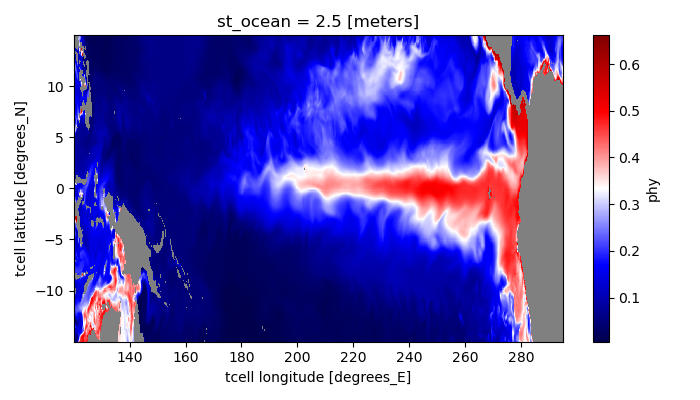 st_ocean = 2.5 [meters]
10
5
0
−5
−10
tcell latitude [degrees_N]
140 160 180 200 220 240 260 280
tcell longitude [degrees_E]
0.6
0.5
0.4
0.3
0.2
0.1
phy